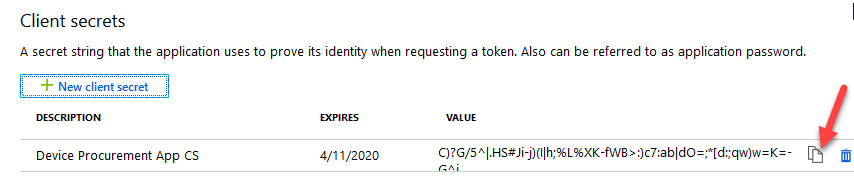 Client secrets
A secret string that the application uses to prove its identity when requesting a token. Also can be referred to as application password.
+ New client secret
DESCRIPTION EXPIRES VALUE
Device Procurement App CS 4/11/2020 C)?G/5^|.HS#Ji-j)(I|h;%L%XK-fWB>:)c7:ab|dO=;*[d:;qw)w=K=-